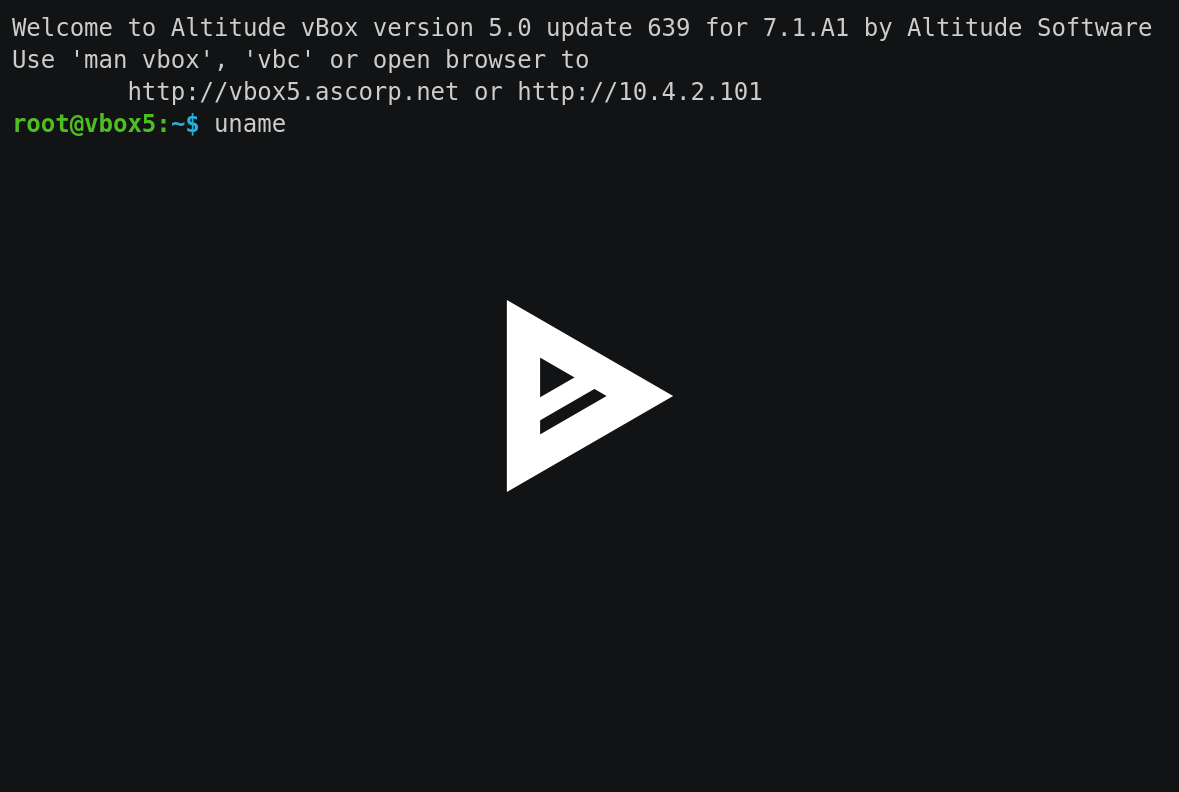 Welcome to Altitude vBox version 5.0 update 639 for 7.1.A1 by Altitude Software
Use 'man vbox', 'vbc' or open browser to
http://vbox5.ascorp.net or http://10.4.2.101
root@vbox5:~$ uname